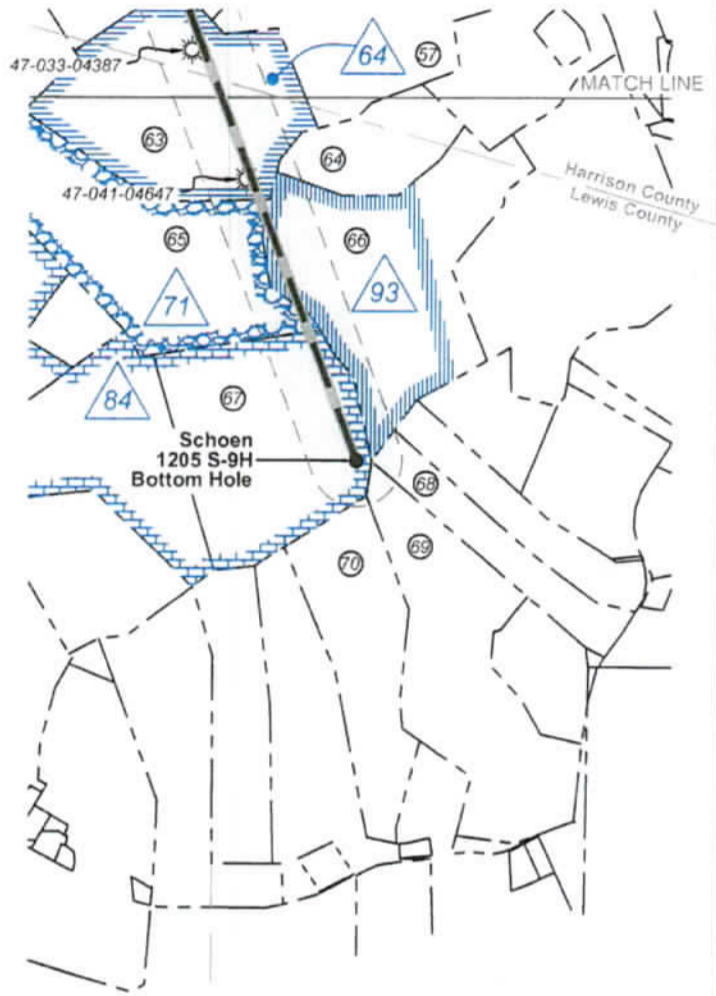 64
57
47-033-04387
MATCH LINE
63
64
Harrison County
Lewis County
47-041-04647
65
66
71
93
84
67
Schoen
1205 S-9H
Bottom Hole
68
69
70